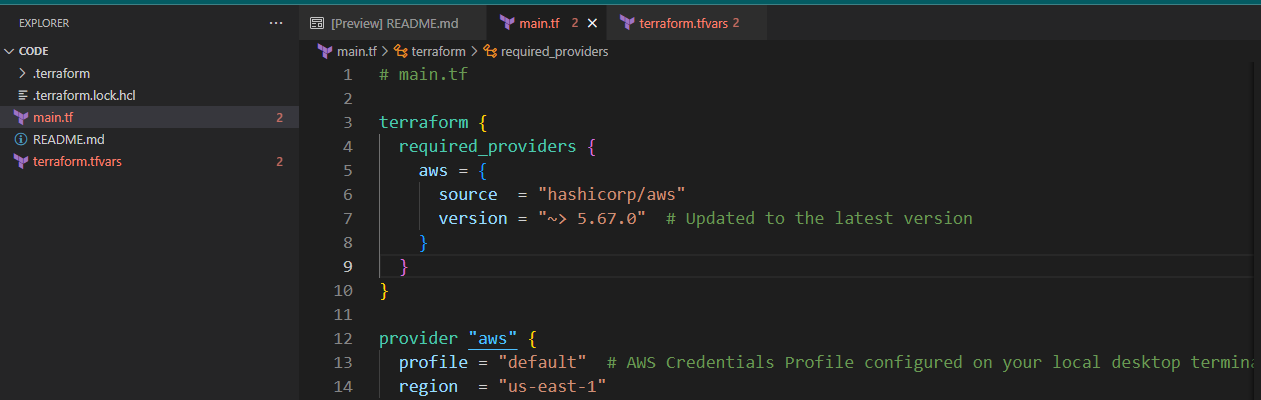 EXPLORER ···
[Preview] README.md main.tf 2 terraform.tfvars 2
CODE
main.tf > terraform > required_providers
.terraform
.terraform.lock.hcl
main.tf 2
README.md
terraform.tfvars 2
1 # main.tf
2
3 terraform {
4   required_providers {
5     aws = {
6       source  = "hashicorp/aws"
7       version = "~> 5.67.0"  # Updated to the latest version
8     }
9   }
10 }
11
12 provider "aws" {
13   profile = "default"  # AWS Credentials Profile configured on your local desktop termina
14   region  = "us-east-1"